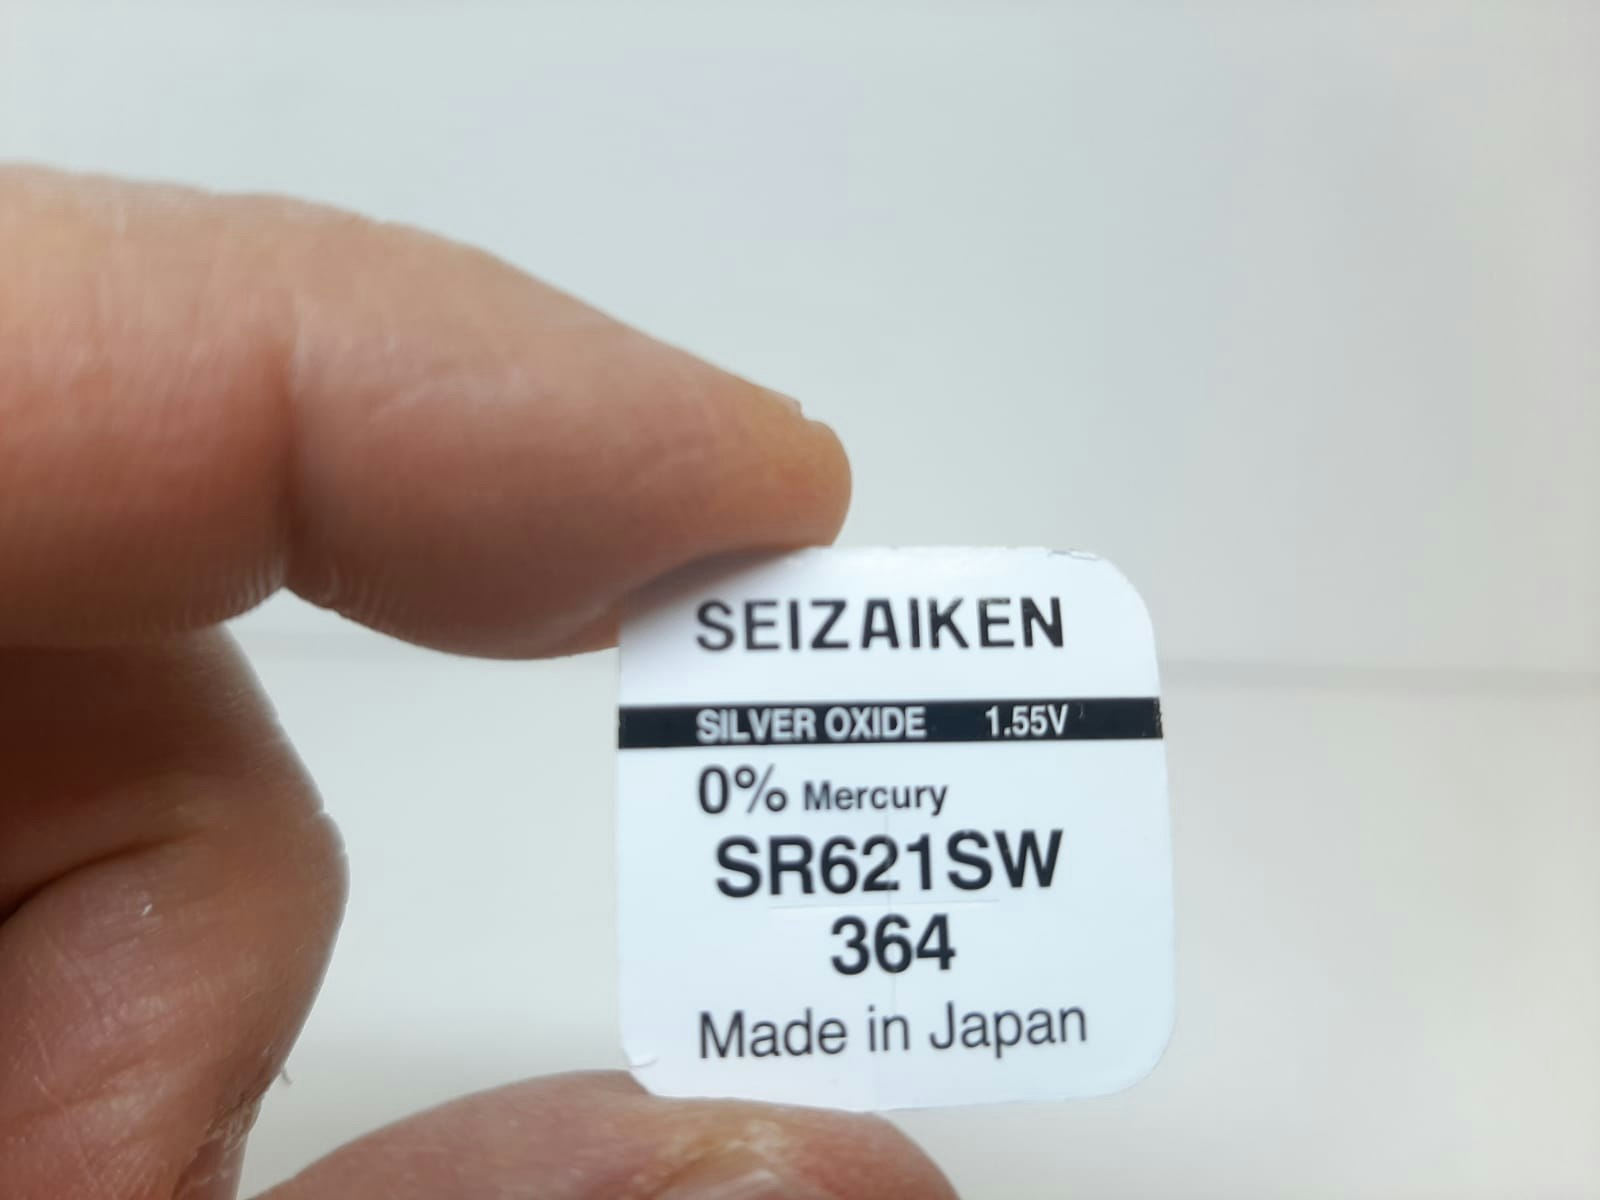 SEIZAIKEN
SILVER OXIDE 1.55V
0% Mercury
SR621SW
364
Made in Japan